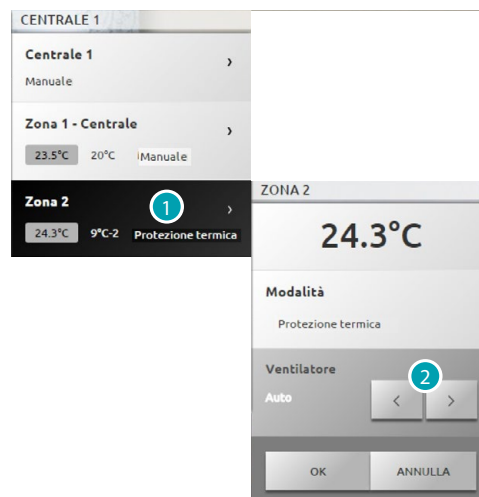 CENTRALE 1
Centrale 1
Manuale
Zona 1 - Centrale
23.5°C 20°C Manuale
Zona 2
1
24.3°C 9°C-2 Protezione termica
ZONA 2
24.3°C
Modalità
Protezione termica
Ventilatore
2
Auto
OK ANNULLA